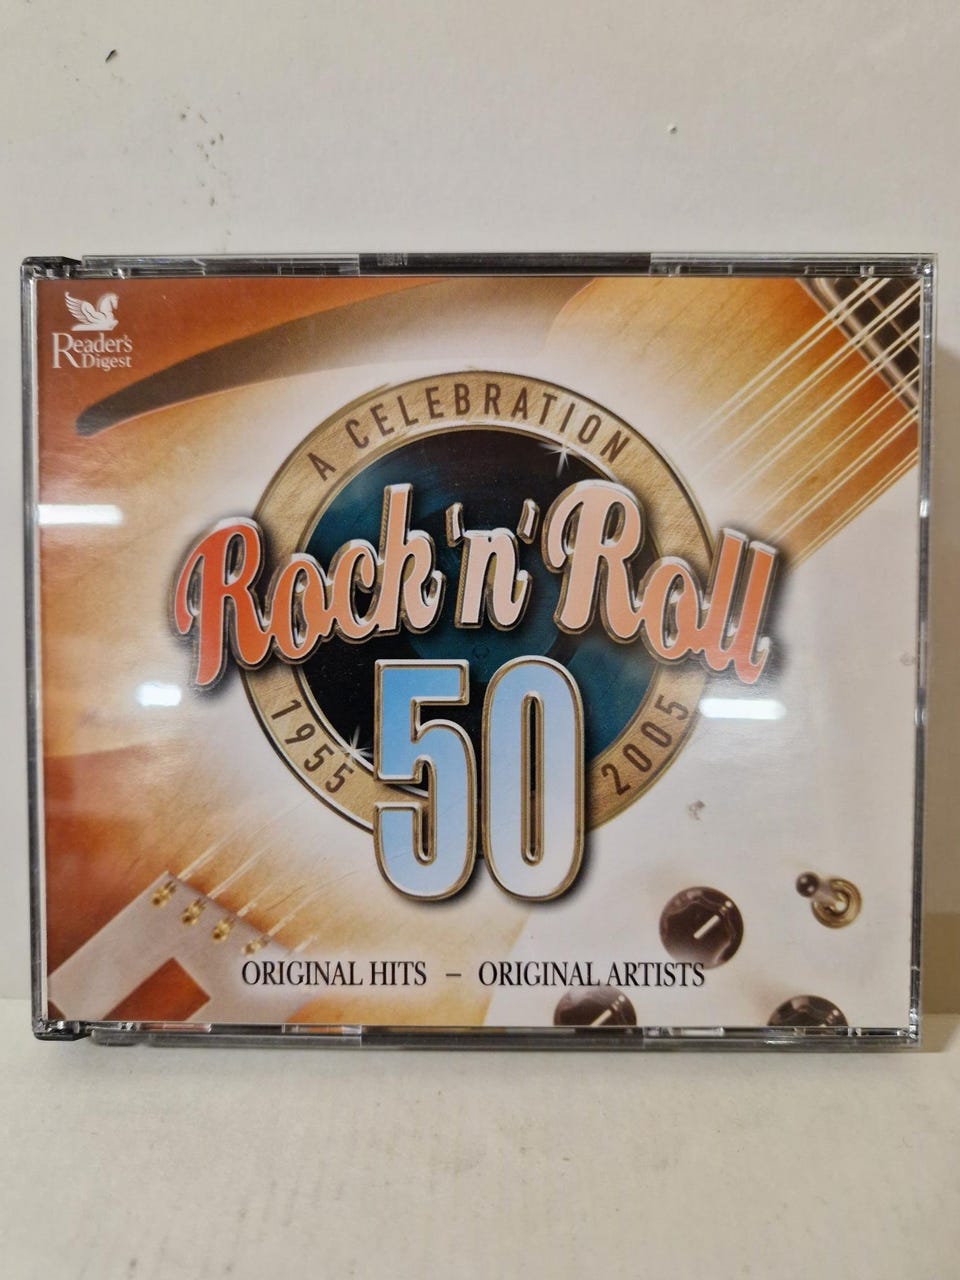 Reader's
Digest
A CELEBRATION
Rock 'n' Roll
50
1955
2005
ORIGINAL HITS – ORIGINAL ARTISTS